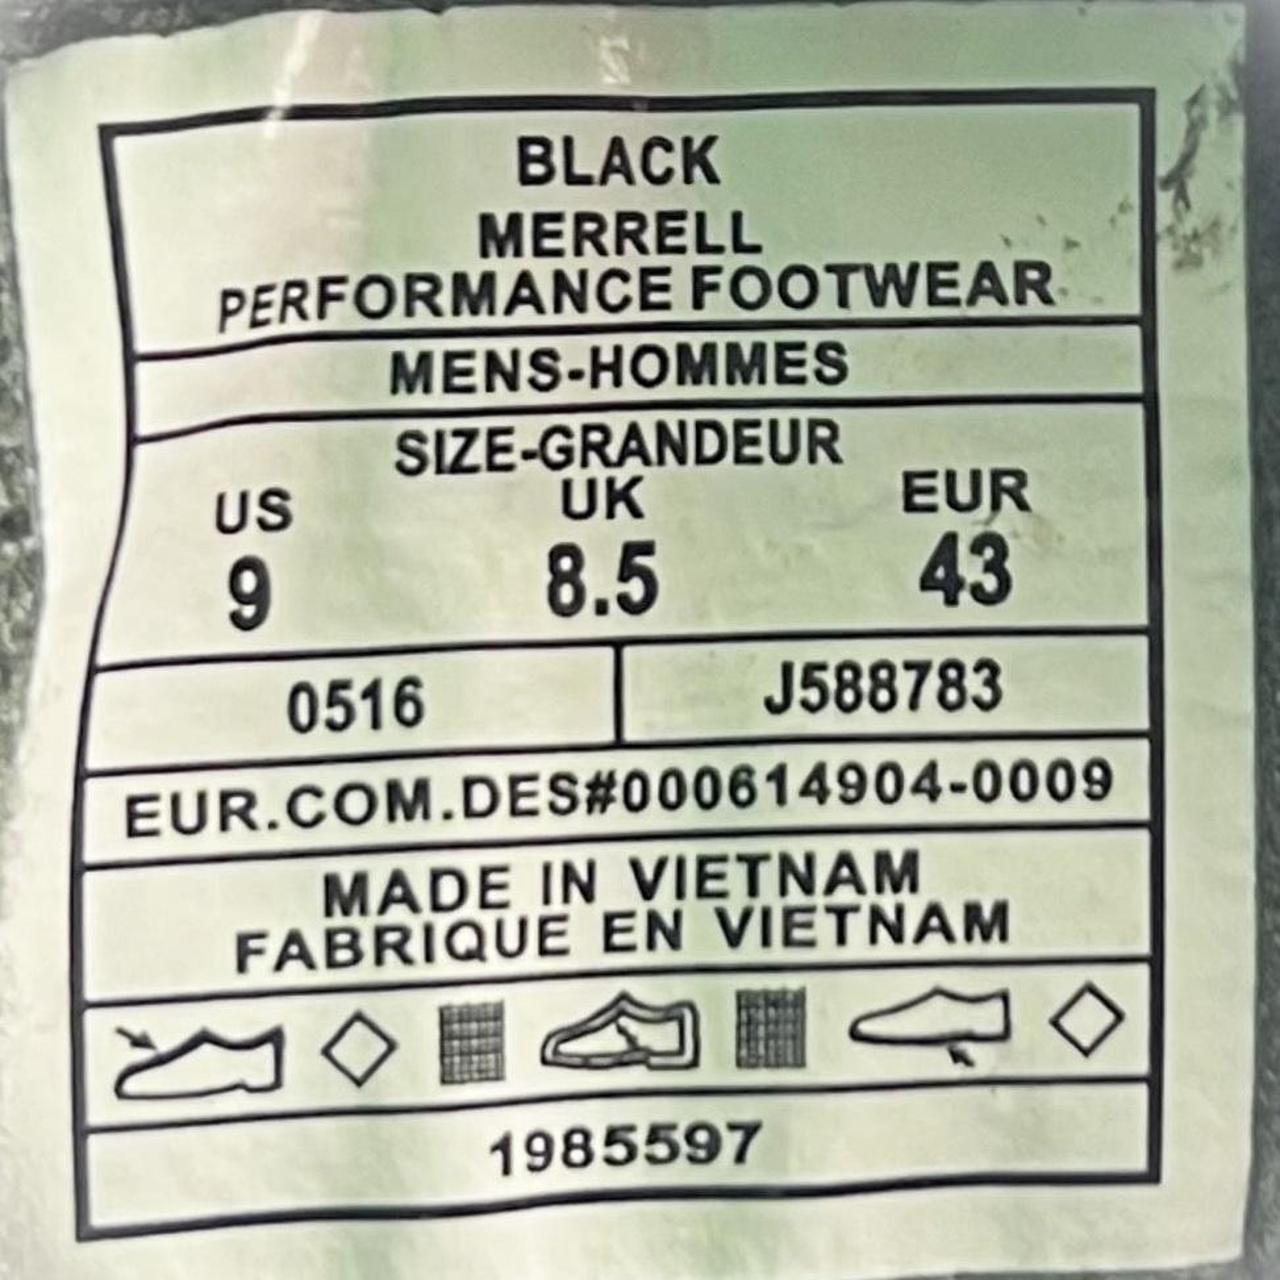 BLACK
MERRELL
PERFORMANCE FOOTWEAR
MENS-HOMMES
SIZE-GRANDEUR
US UK EUR
9 8.5 43
0516 J588783
EUR.COM.DES#000614904-0009
MADE IN VIETNAM
FABRIQUE EN VIETNAM
1985597